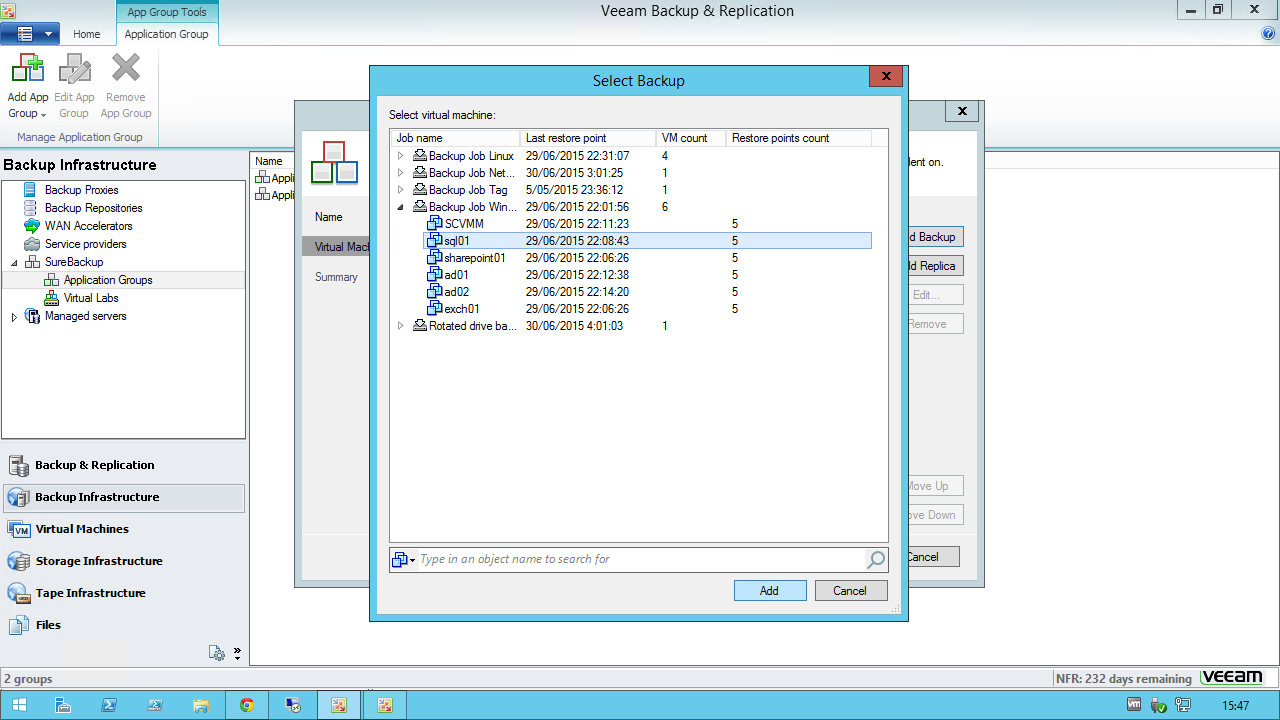 App Group Tools
Veeam Backup & Replication
Home
Application Group
Add App Group
Edit App Group
Remove App Group
Manage Application Group
Backup Infrastructure
Backup Proxies
Backup Repositories
WAN Accelerators
Service providers
SureBackup
Application Groups
Virtual Labs
Managed servers
Backup & Replication
Backup Infrastructure
Virtual Machines
Storage Infrastructure
Tape Infrastructure
Files
Name
Appli
Appli
Name
Virtual Mach
Summary
dent on.
d Backup
dd Replica
Edit...
Remove
Move Up
ove Down
Cancel
Select Backup
Select virtual machine:
Job name Last restore point VM count Restore points count
Backup Job Linux 29/06/2015 22:31:07 4
Backup Job Net... 30/06/2015 3:01:25 1
Backup Job Tag 5/05/2015 23:36:12 1
Backup Job Win... 29/06/2015 22:01:56 6
SCVMM 29/06/2015 22:11:23 5
sql01 29/06/2015 22:08:43 5
sharepoint01 29/06/2015 22:06:26 5
ad01 29/06/2015 22:12:38 5
ad02 29/06/2015 22:14:20 5
exch01 29/06/2015 22:06:26 5
Rotated drive ba... 30/06/2015 4:01:03 1
Type in an object name to search for
Add
Cancel
2 groups
NFR: 232 days remaining
veeam
15:47